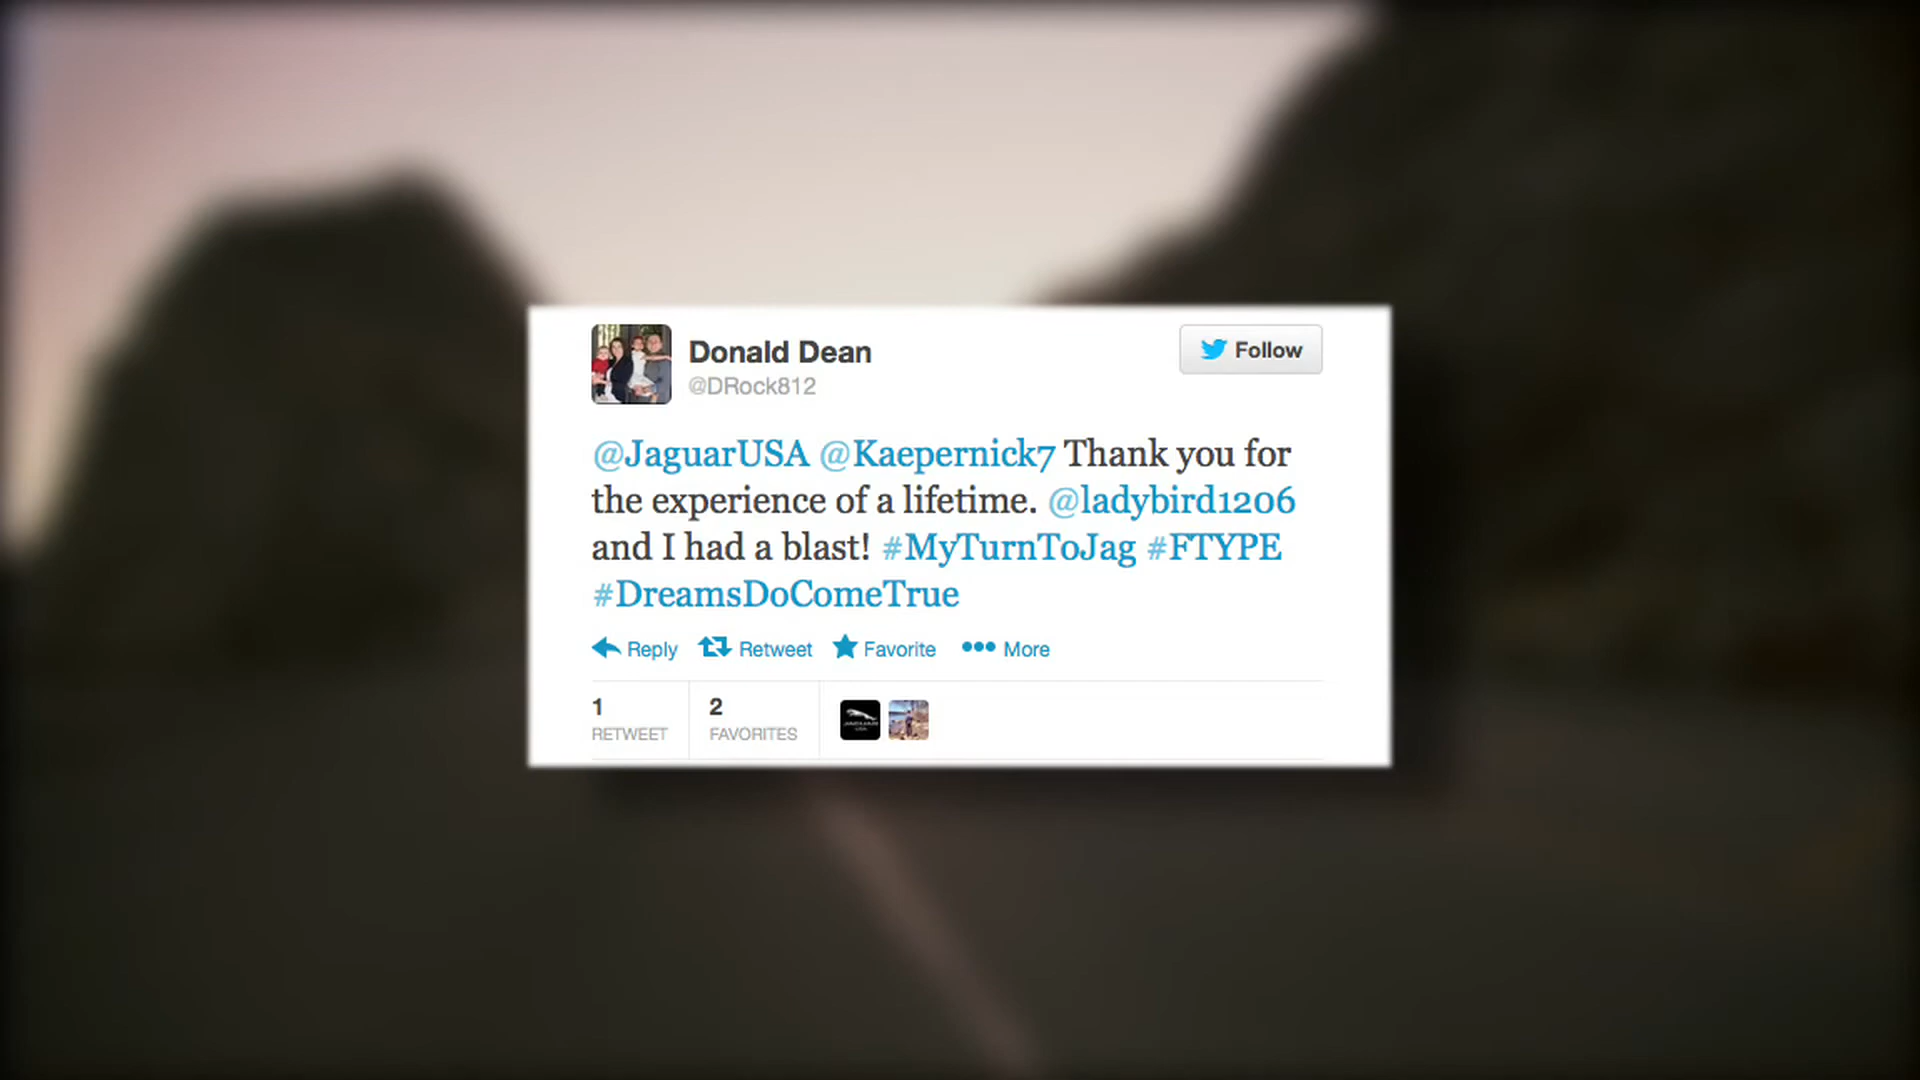 Donald Dean
@DRock812
Follow
@JaguarUSA @Kaepernick7 Thank you for
the experience of a lifetime. @ladybird1206
and I had a blast! #MyTurnToJag #FTYPE
#DreamsDoComeTrue
Reply Retweet Favorite More
1 2
RETWEET FAVORITES